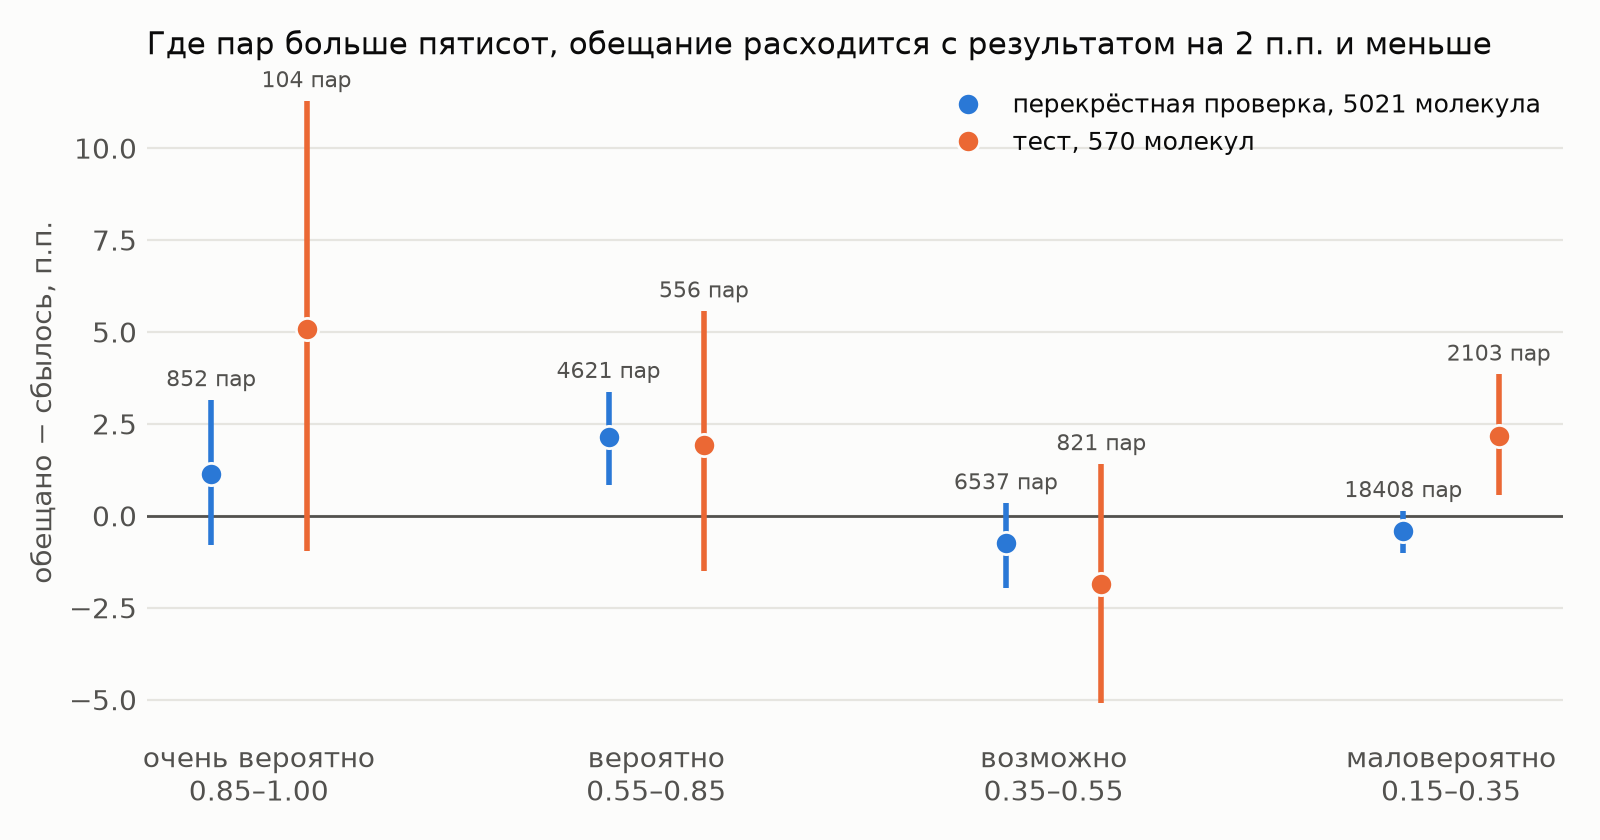 Где пар больше пятисот, обещание расходится с результатом на 2 п.п. и меньше
104 пар
перекрёстная проверка, 5021 молекула
тест, 570 молекул
10.0
7.5
5.0
2.5
0.0
−2.5
−5.0
обещано − сбылось, п.п.
852 пар
4621 пар
556 пар
6537 пар
821 пар
18408 пар
2103 пар
очень вероятно
0.85–1.00
вероятно
0.55–0.85
возможно
0.35–0.55
маловероятно
0.15–0.35